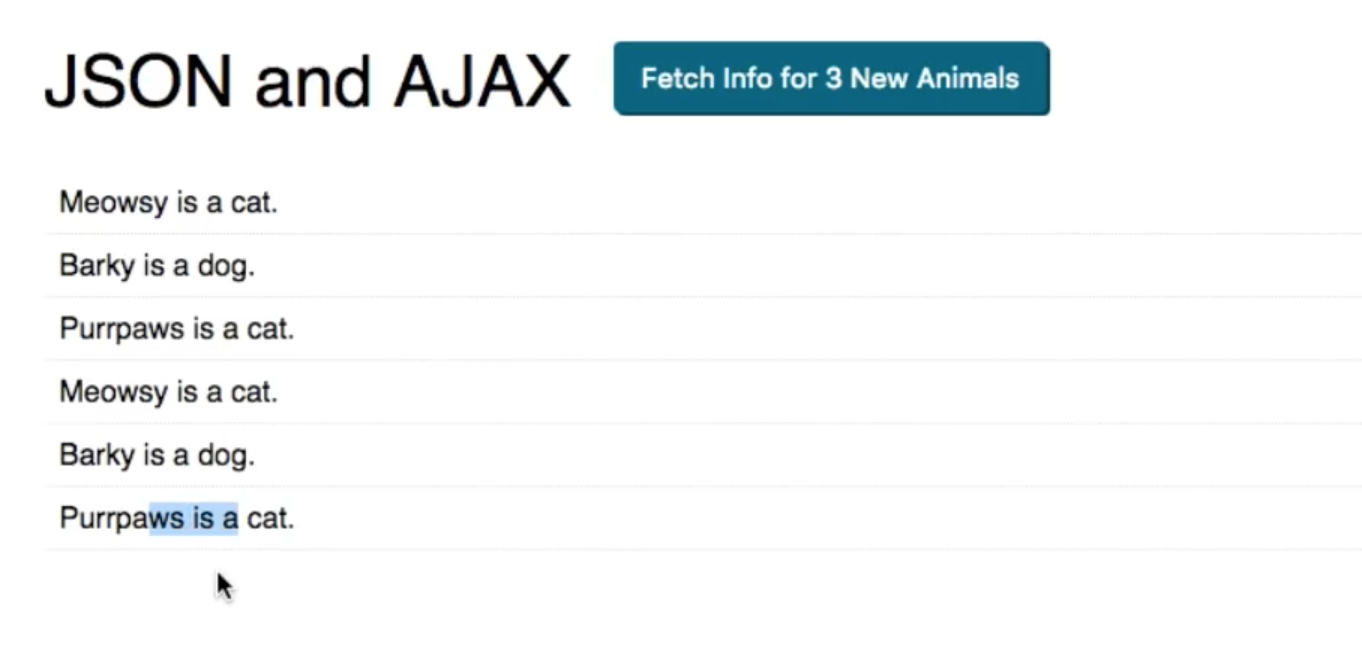 JSON and AJAX Fetch Info for 3 New Animals
Meowsy is a cat.
Barky is a dog.
Purrpaws is a cat.
Meowsy is a cat.
Barky is a dog.
Purrpaws is a cat.